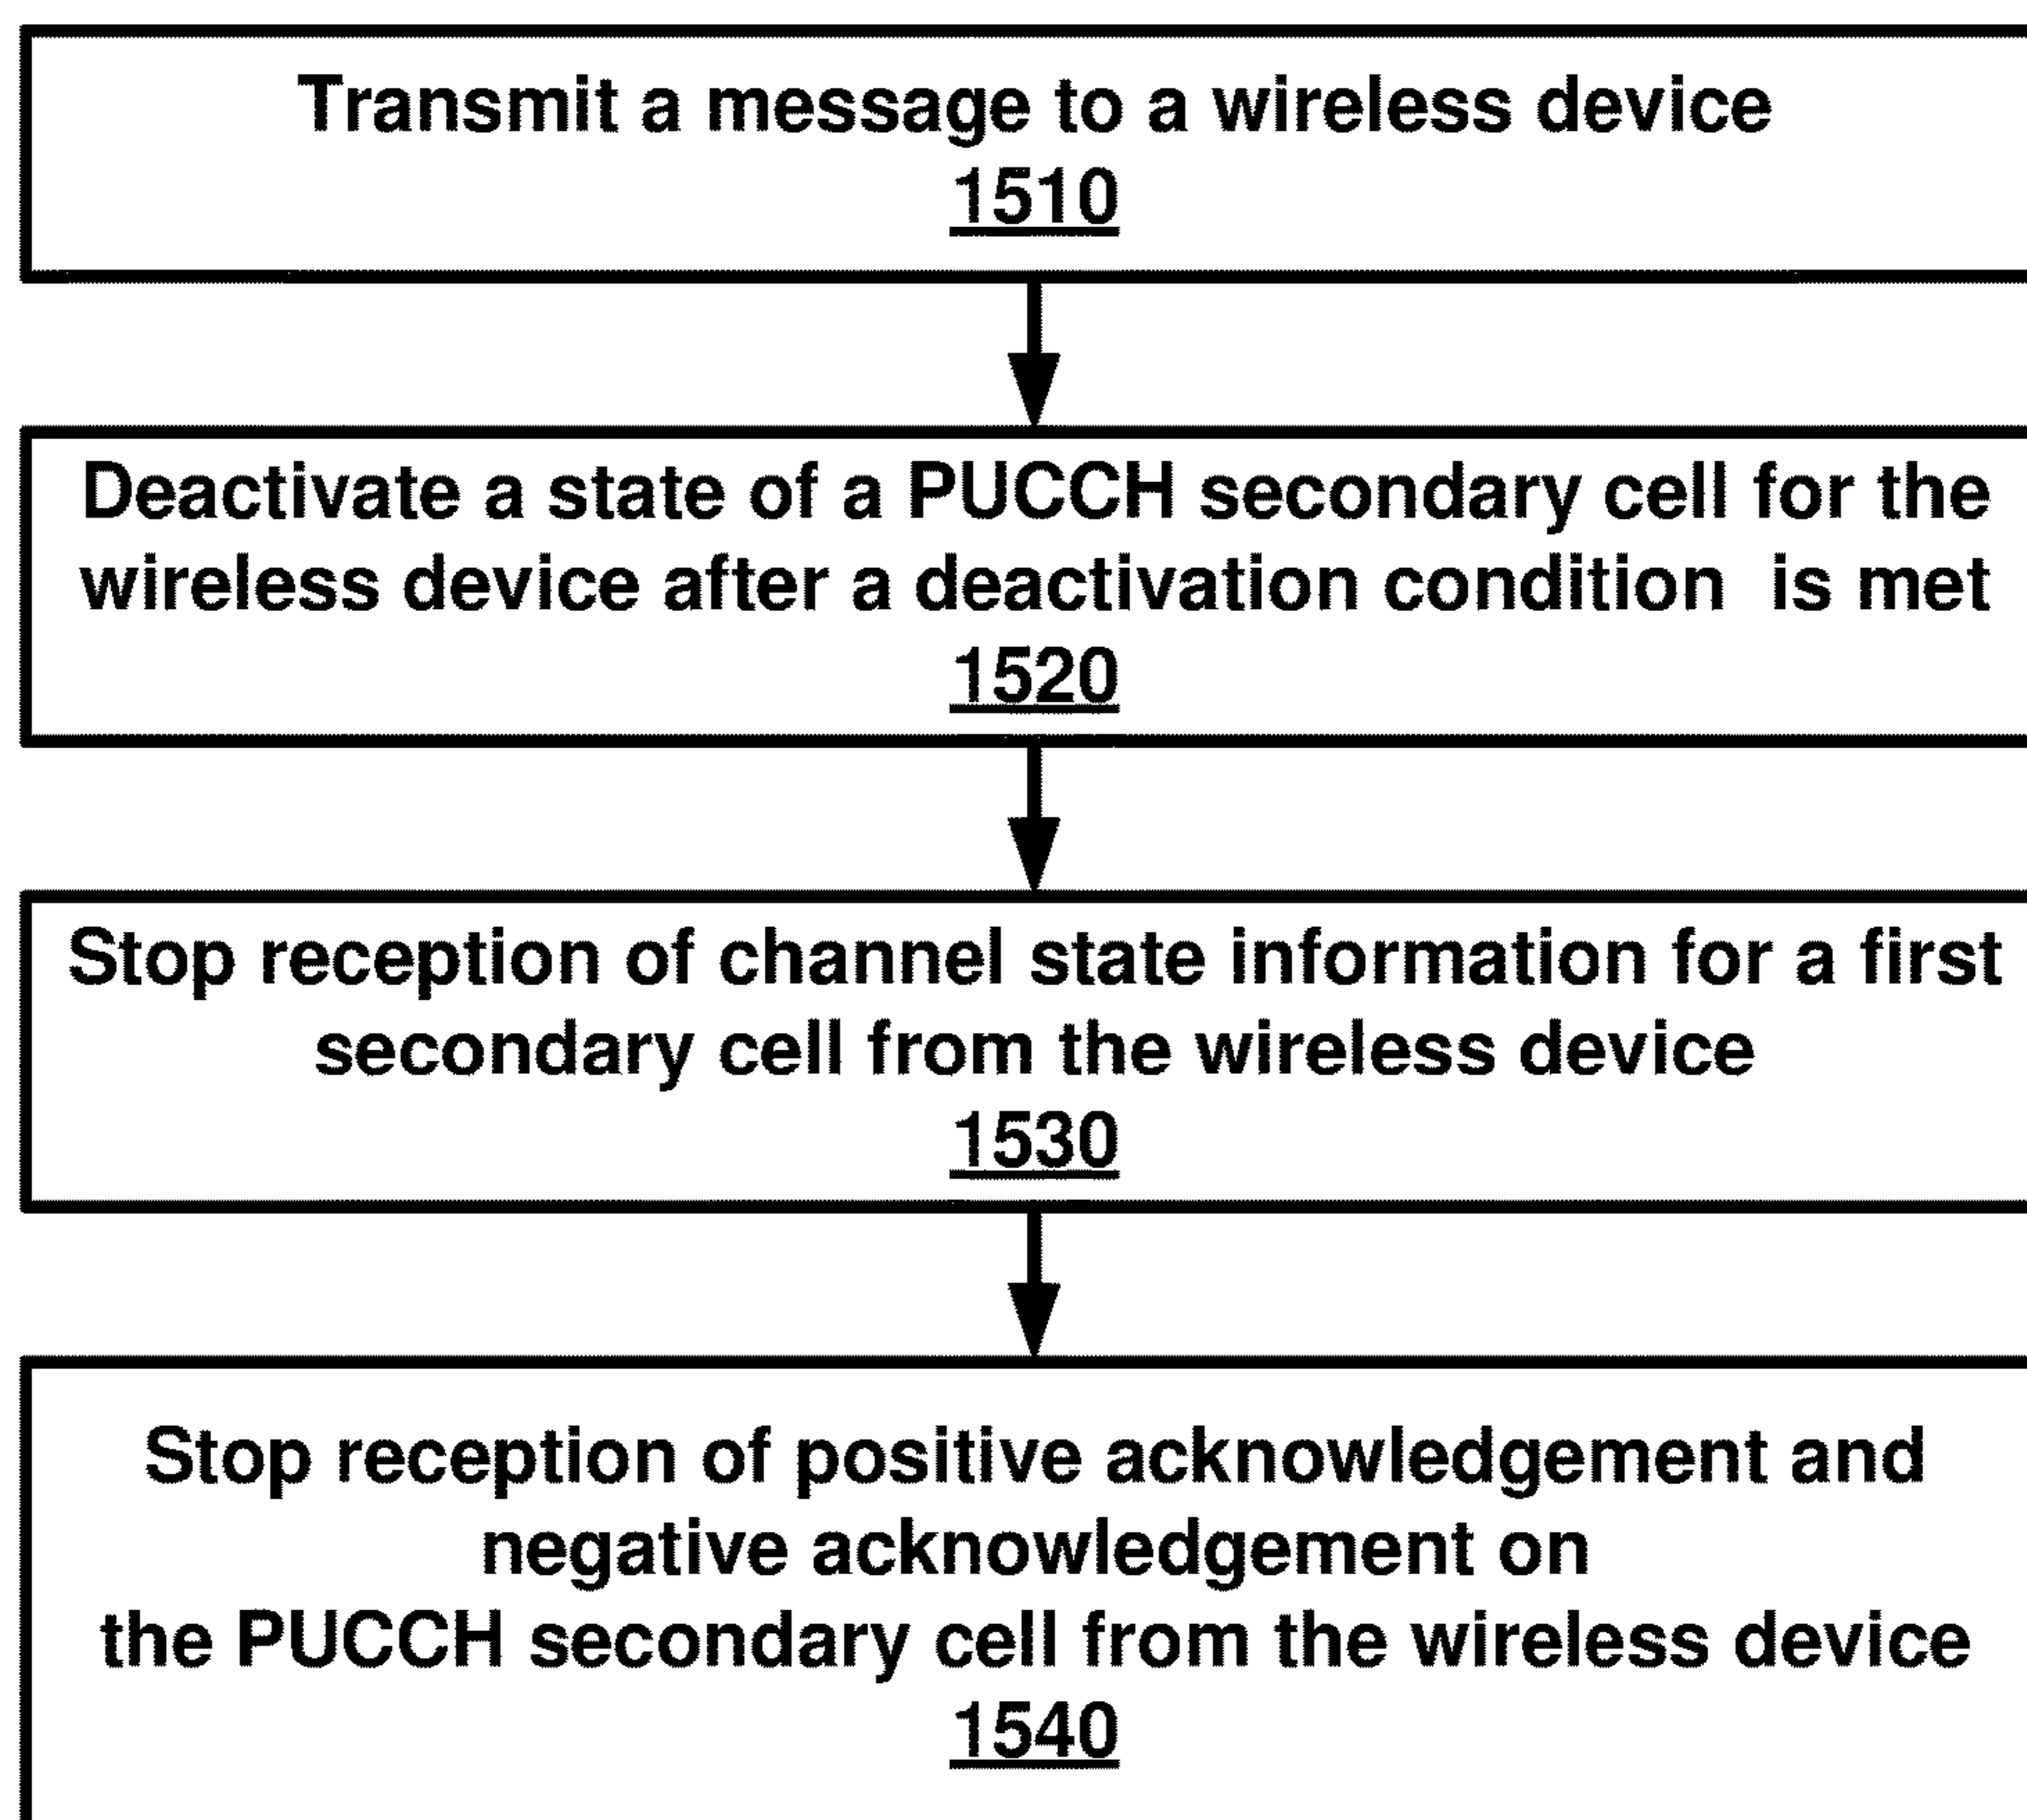 Transmit a message to a wireless device
1510
Deactivate a state of a PUCCH secondary cell for the
wireless device after a deactivation condition  is met
1520
Stop reception of channel state information for a first
secondary cell from the wireless device
1530
Stop reception of positive acknowledgement and
negative acknowledgement on
the PUCCH secondary cell from the wireless device
1540